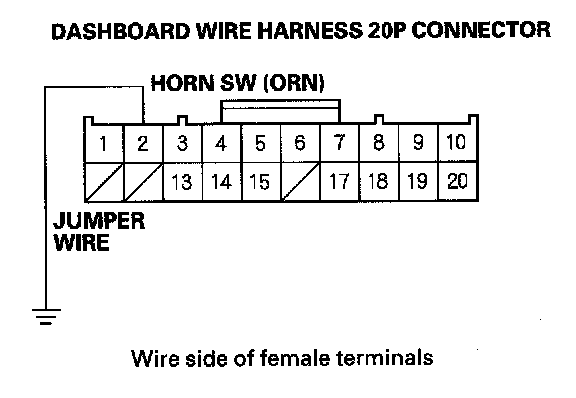 DASHBOARD WIRE HARNESS 20P CONNECTOR
HORN SW (ORN)
1 2 3 4 5 6 7 8 9 10
13 14 15 17 18 19 20
JUMPER
WIRE
Wire side of female terminals